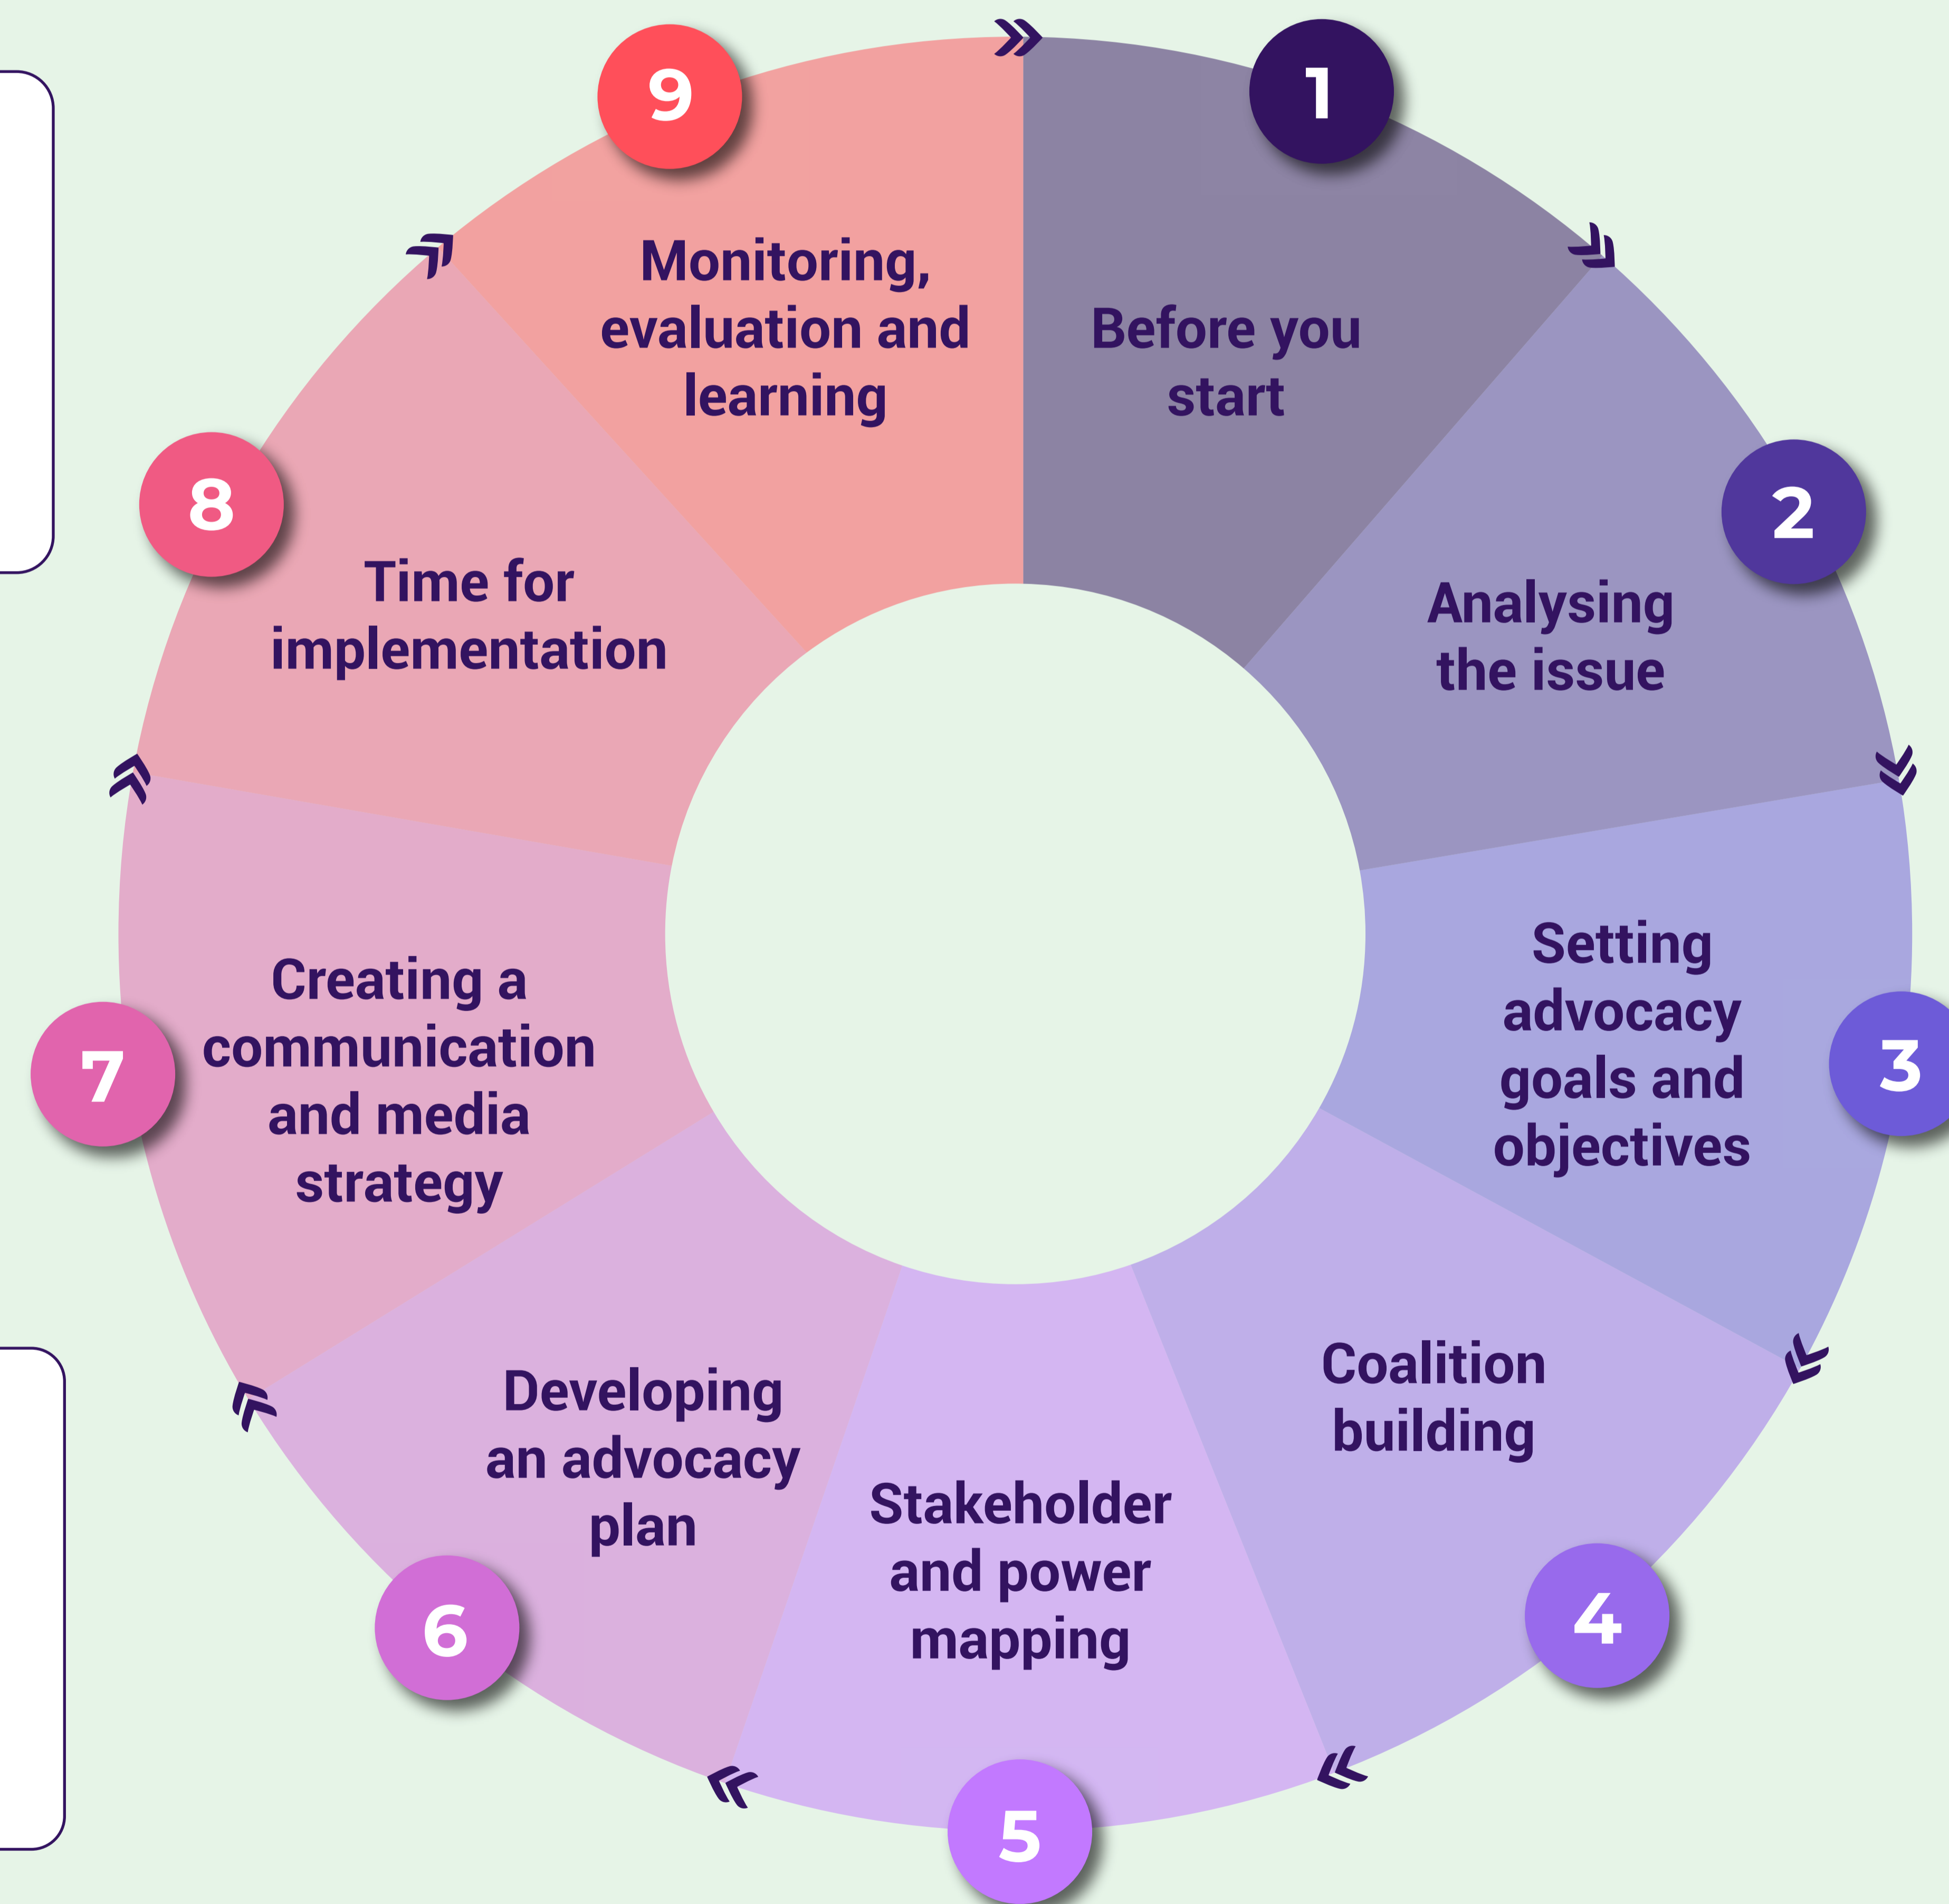 1
Before you
start
2
Analysing
the issue
3
Setting
advocacy
goals and
objectives
4
Coalition
building
5
Stakeholder
and power
mapping
6
Developing
an advocacy
plan
7
Creating a
communication
and media
strategy
8
Time for
implementation
9
Monitoring,
evaluation and
learning